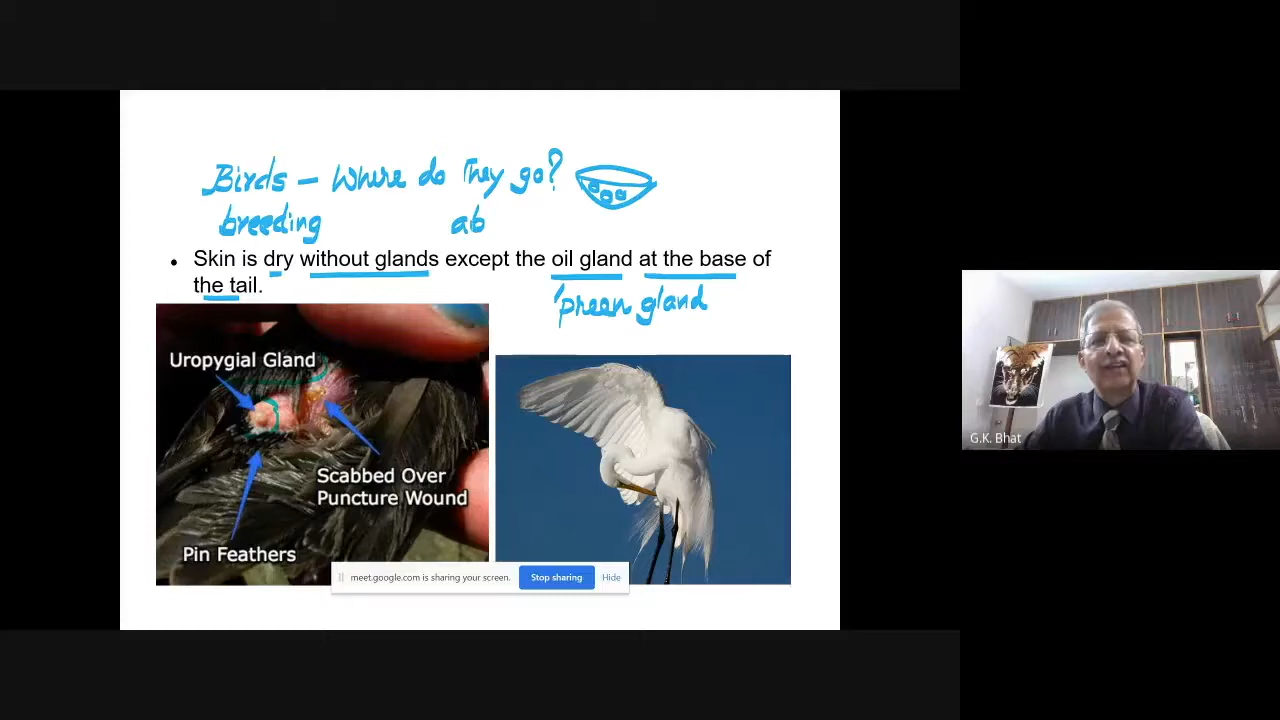 Birds – Where do They go?
breeding ab
• Skin is dry without glands except the oil gland at the base of
the tail.
'preen gland
Uropygial Gland
Scabbed Over
Puncture Wound
Pin Feathers
meet.google.com is sharing your screen. Stop sharing Hide
G.K. Bhat